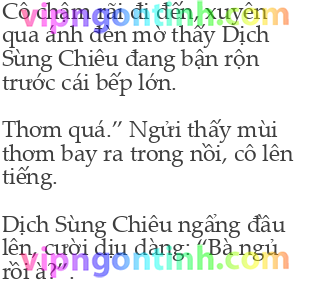 Cô chậm rãi đi đến, xuyên
qua ánh đèn mờ thấy Dịch
Sùng Chiêu đang bận rộn
trước cái bếp lớn.
Thơm quá.” Ngửi thấy mùi
thơm bay ra trong nồi, cô lên
tiếng.
Dịch Sùng Chiêu ngẩng đầu
lên, cười dịu dàng: “Bà ngủ
rồi à?”.
vipngontinh.com
vipngontinh.com